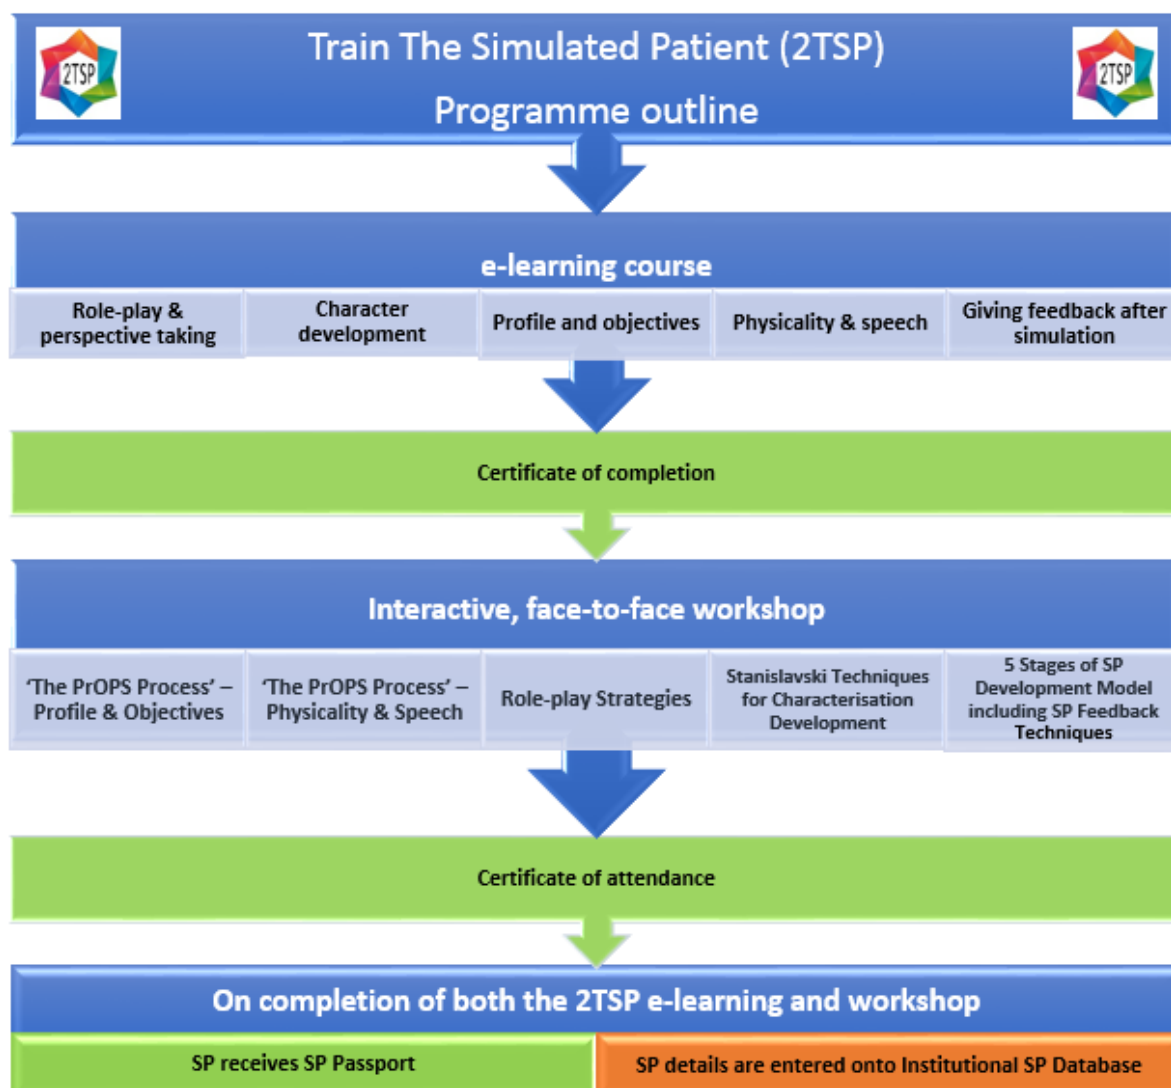 2TSP
Train The Simulated Patient (2TSP)
2TSP
Programme outline
e-learning course
Role-play &
perspective taking
Character
development
Profile and objectives
Physicality & speech
Giving feedback after
simulation
Certificate of completion
Interactive, face-to-face workshop
‘The PrOPS Process’ –
Profile & Objectives
‘The PrOPS Process’ –
Physicality & Speech
Role-play Strategies
Stanislavski Techniques
for Characterisation
Development
5 Stages of SP
Development Model
including SP Feedback
Techniques
Certificate of attendance
On completion of both the 2TSP e-learning and workshop
SP receives SP Passport
SP details are entered onto Institutional SP Database